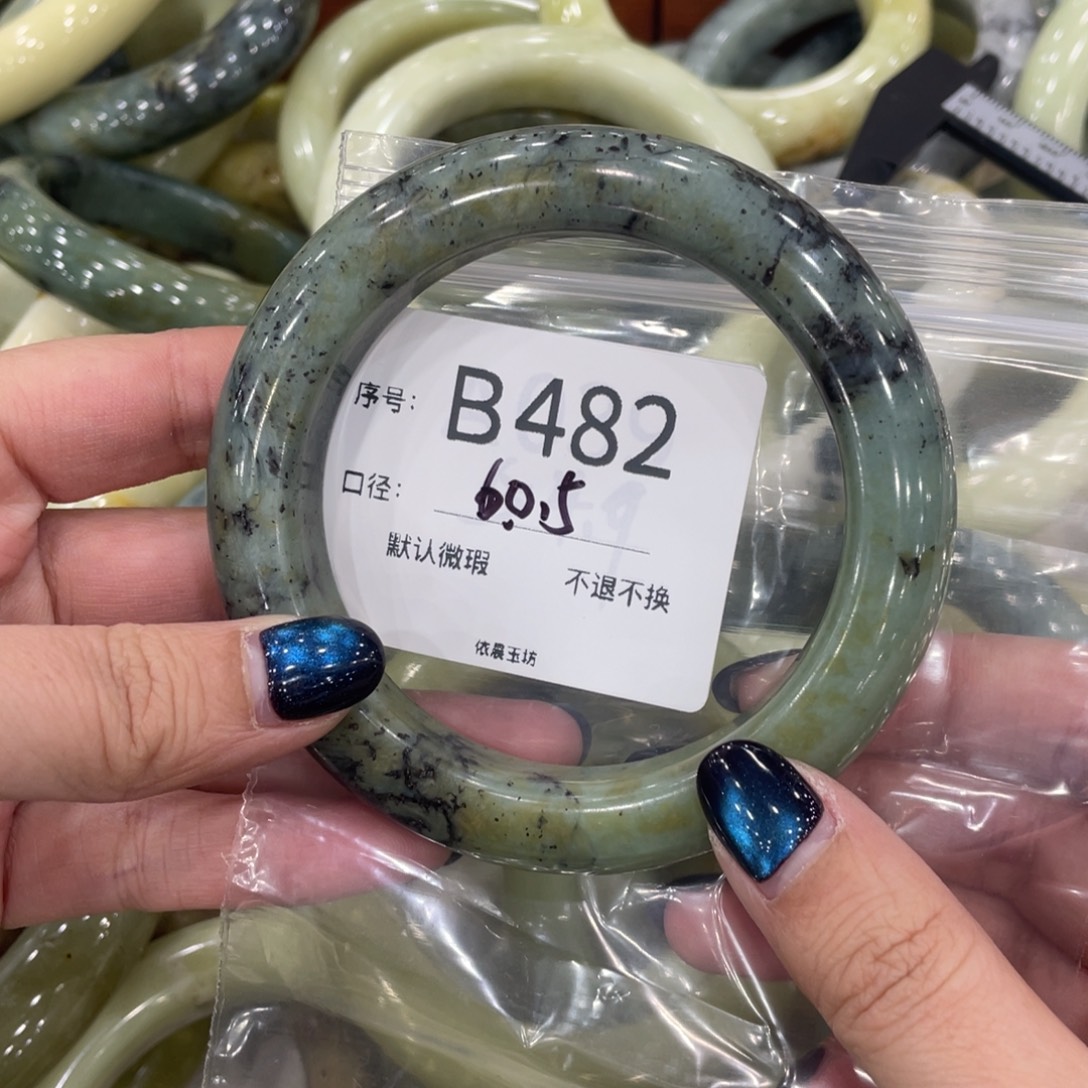 序号: B482
口径: 60.5
默认微瑕 不退不换
依晨玉坊